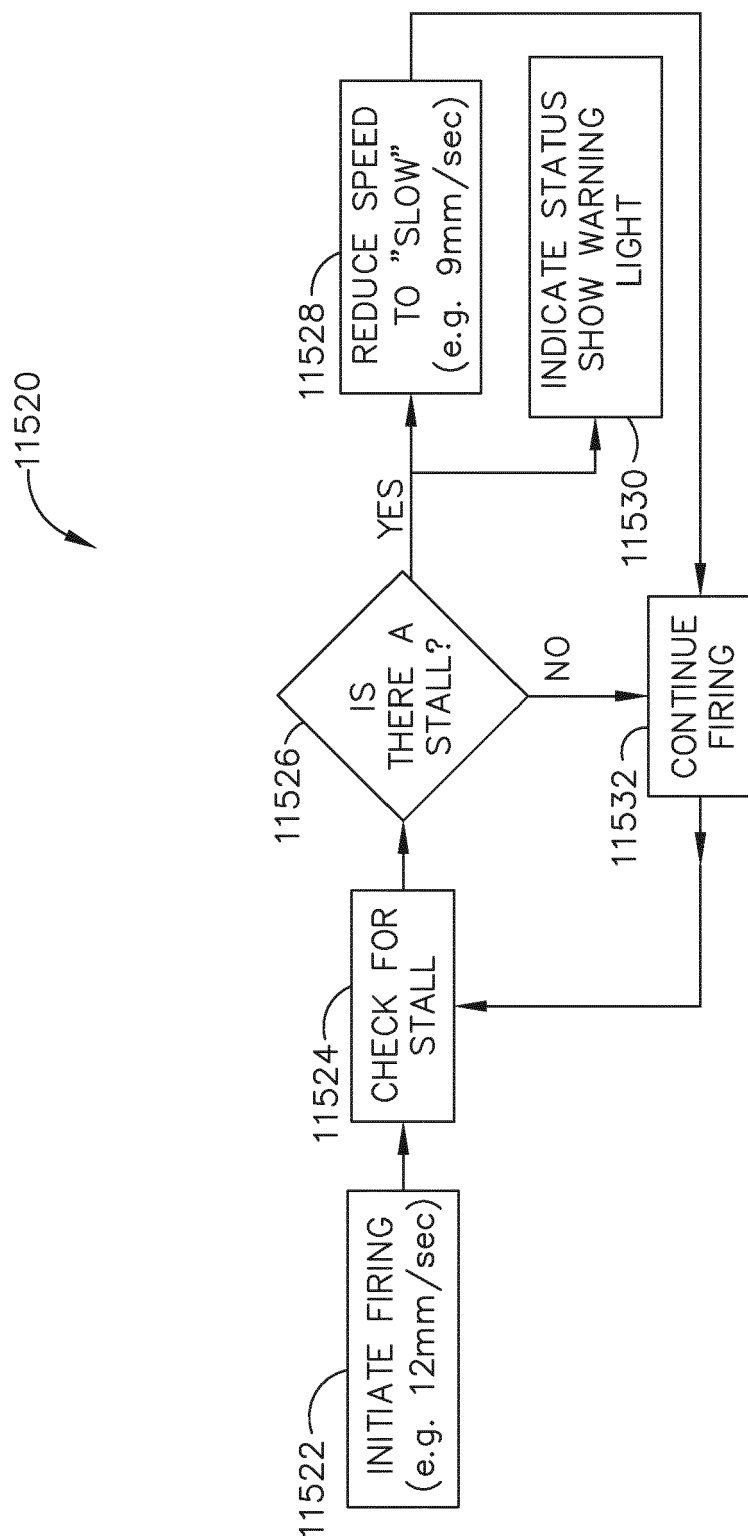 11520
11522
INITIATE FIRING
(e.g. 12mm/sec)
11524
CHECK FOR
STALL
11526
IS
THERE A
STALL?
YES
NO
11528
REDUCE SPEED
TO "SLOW"
(e.g. 9mm/sec)
11530
INDICATE STATUS
SHOW WARNING
LIGHT
11532
CONTINUE
FIRING